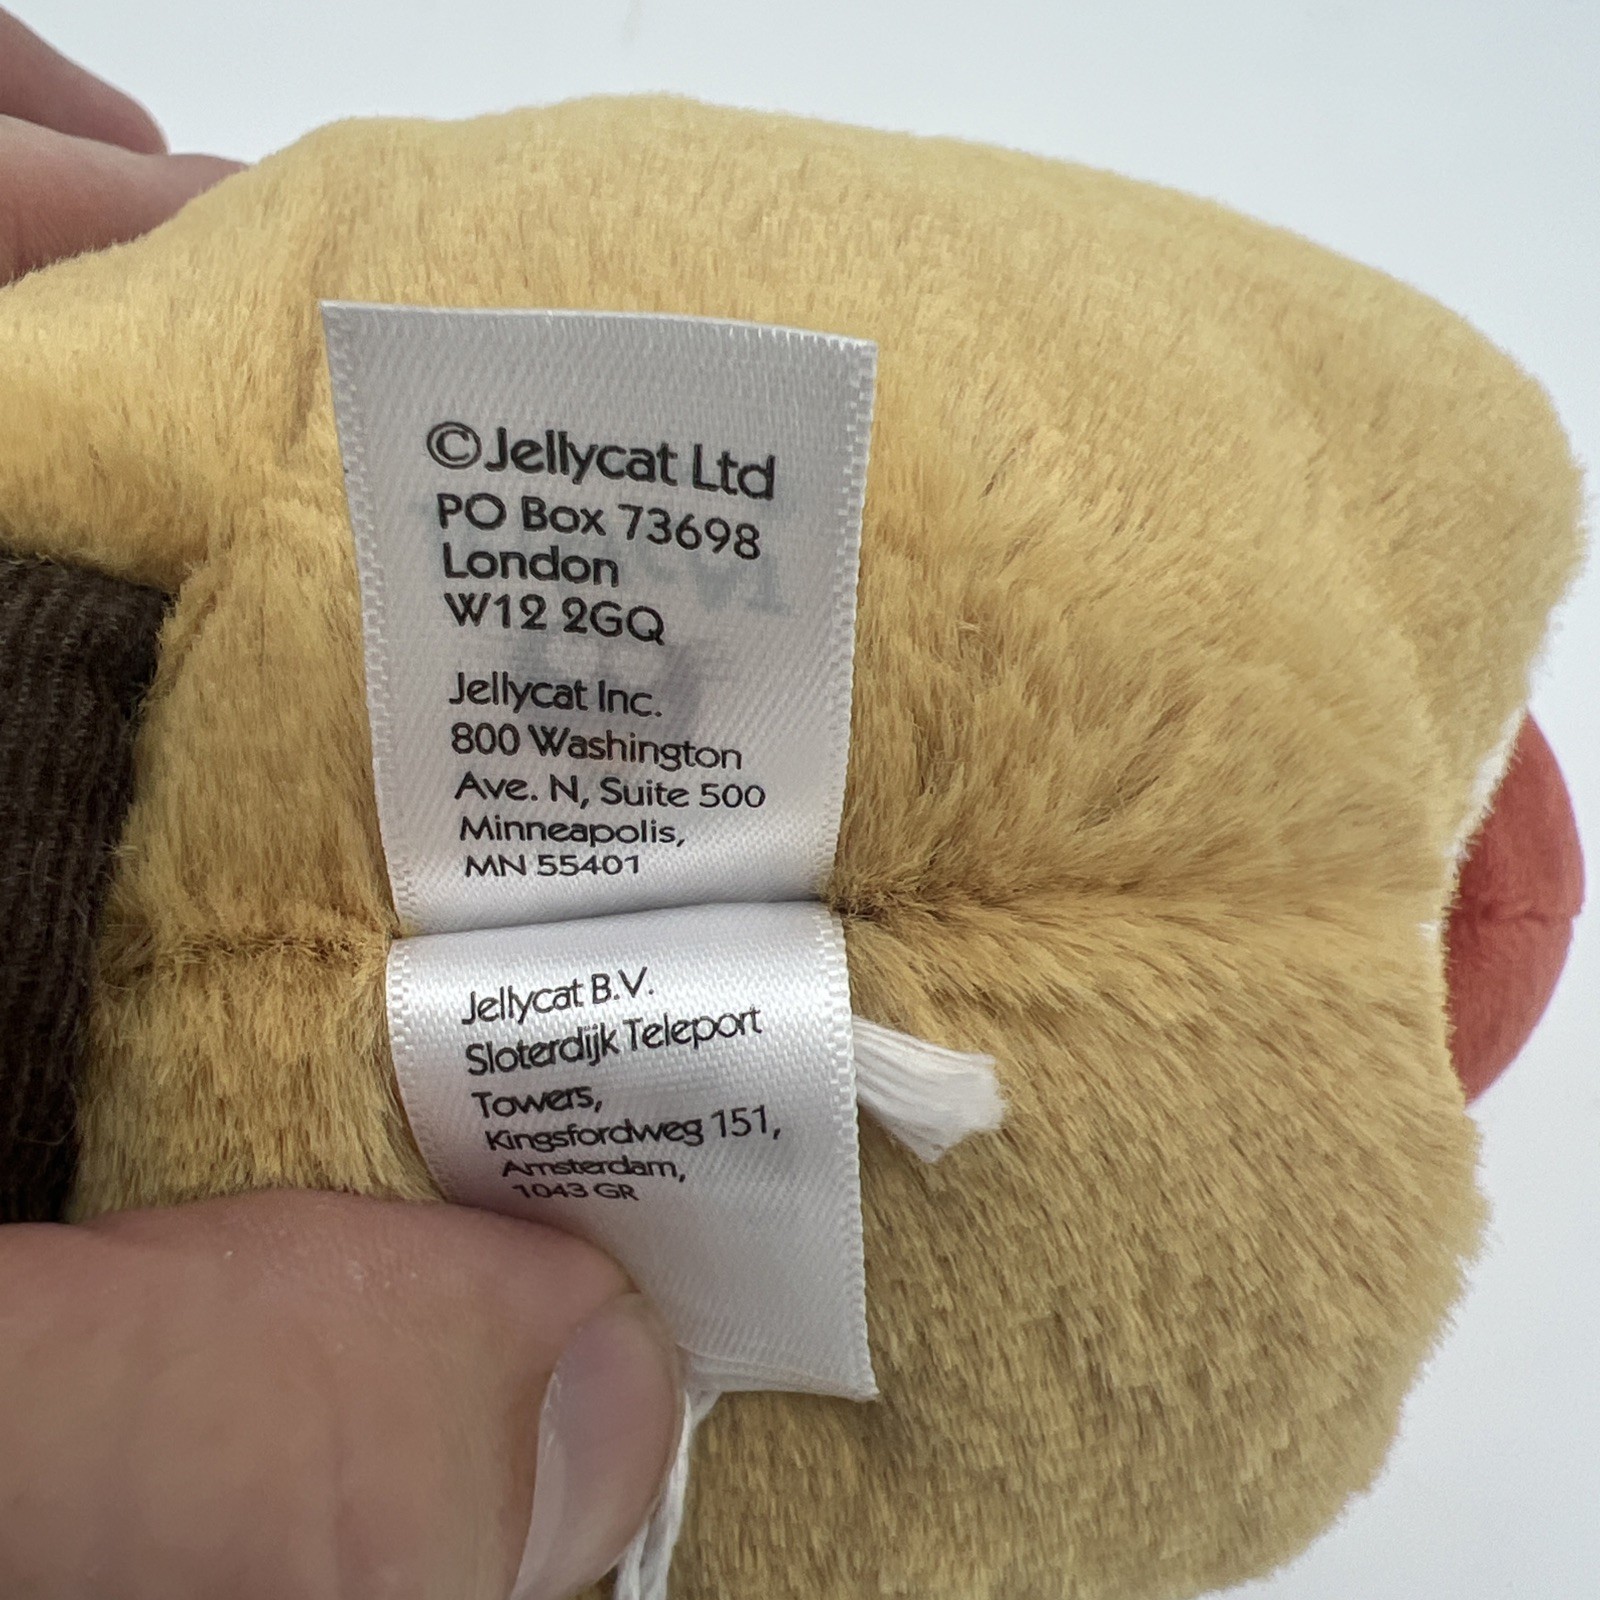 ©Jellycat Ltd
PO Box 73698
London
W12 2GQ
Jellycat Inc.
800 Washington
Ave. N, Suite 500
Minneapolis,
MN 55401
Jellycat B.V.
Sloterdijk Teleport
Towers,
Kingsfordweg 151,
Amsterdam,
1043 GR